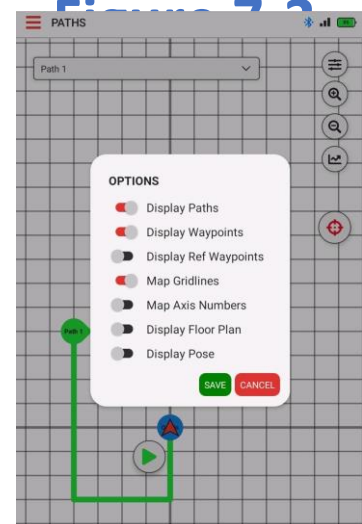 Figure 7-3
PATHS
Path 1
OPTIONS
Display Paths
Display Waypoints
Display Ref Waypoints
Map Gridlines
Map Axis Numbers
Display Floor Plan
Display Pose
SAVE CANCEL
Path 1